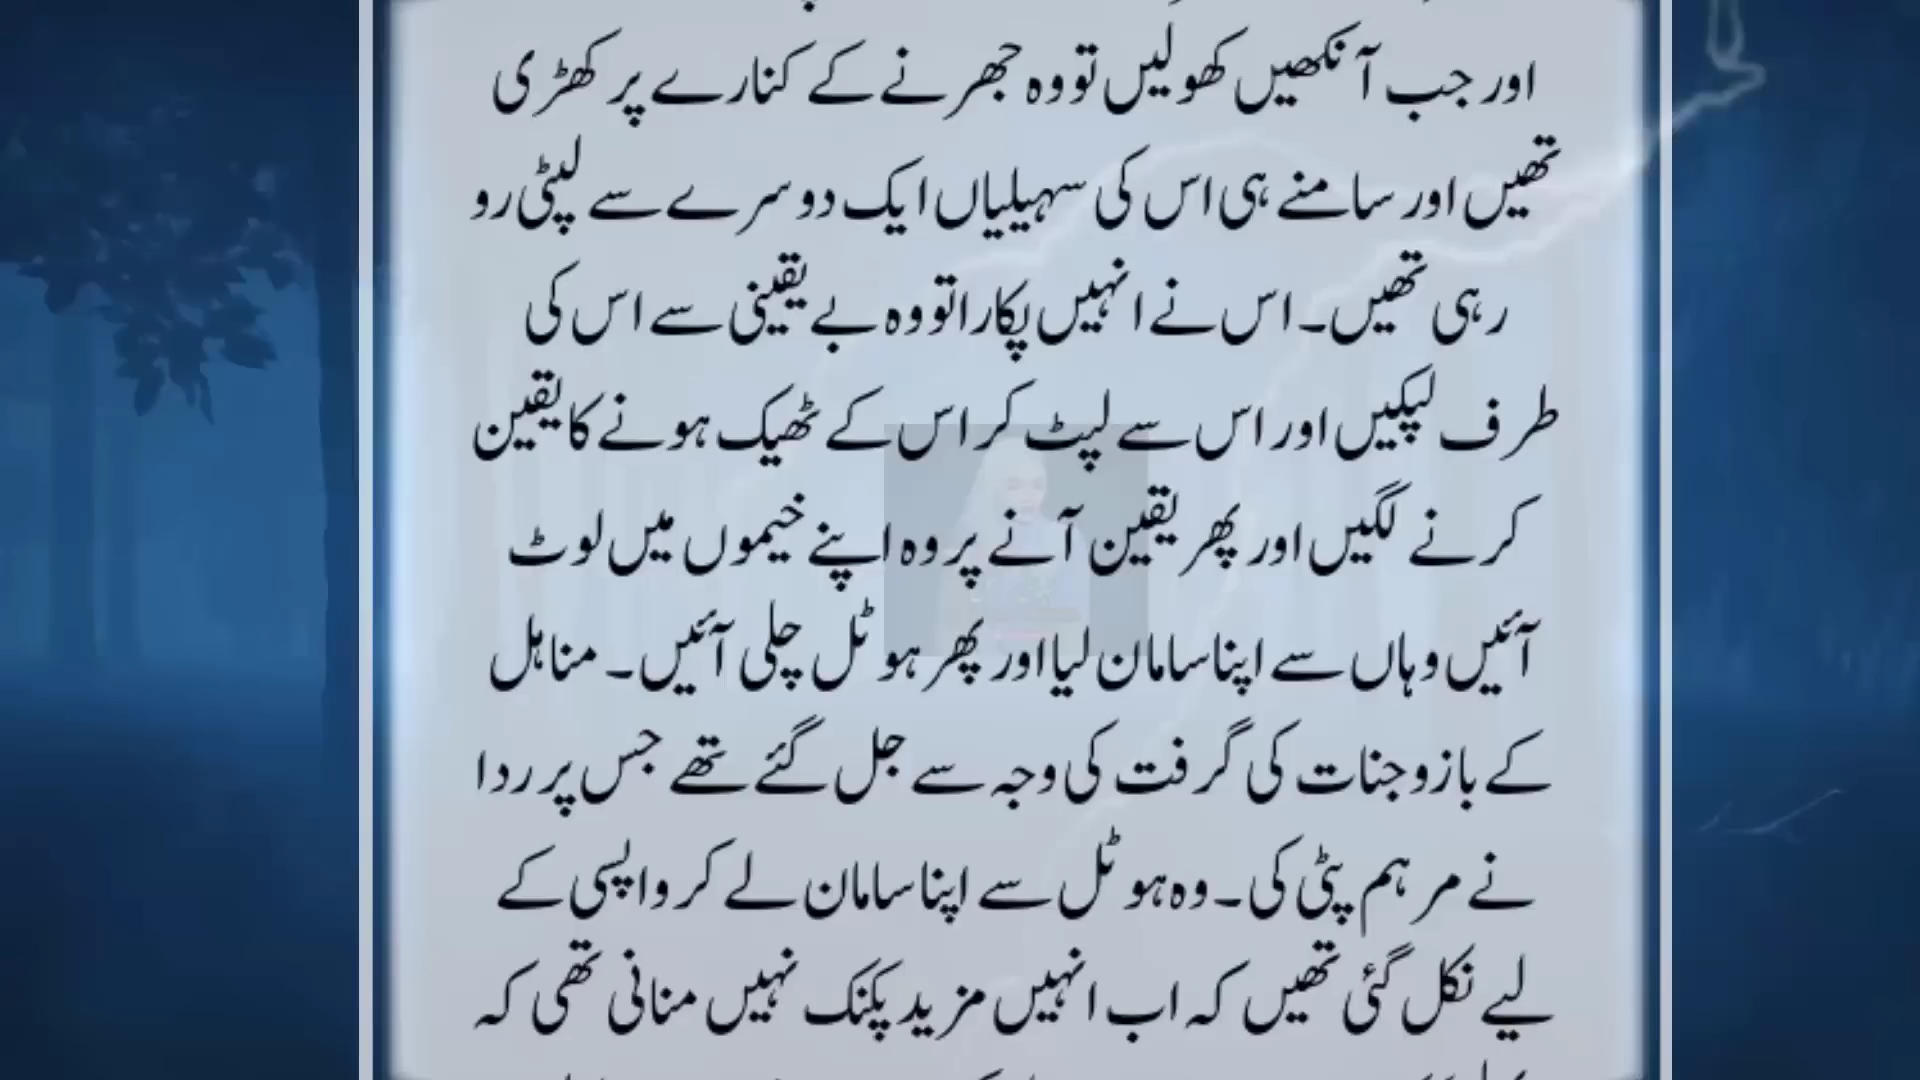 اور جب آنکھیں کھولیں تو وہ جھرنے کے کنارے پر کھڑی
تھیں اور سامنے ہی اس کی سہیلیاں ایک دوسرے سے لپٹی رو
رہی تھیں۔ اس نے انہیں پکارا تو وہ بے یقینی سے اس کی
طرف لپکیں اور اس سے لپٹ کر اس کے ٹھیک ہونے کا یقین
کرنے لگیں اور پھر یقین آنے پر وہ اپنے خیموں میں لوٹ
آئیں وہاں سے اپنا سامان لیا اور پھر ہوٹل چلی آئیں۔ مناہل
کے بازو جنات کی گرفت کی وجہ سے جل گئے تھے جس پر ردا
نے مرہم پٹی کی۔ وہ ہوٹل سے اپنا سامان لے کر واپسی کے
لیے نکل گئی تھیں کہ اب انہیں مزید پکنک نہیں منانی تھی کہ